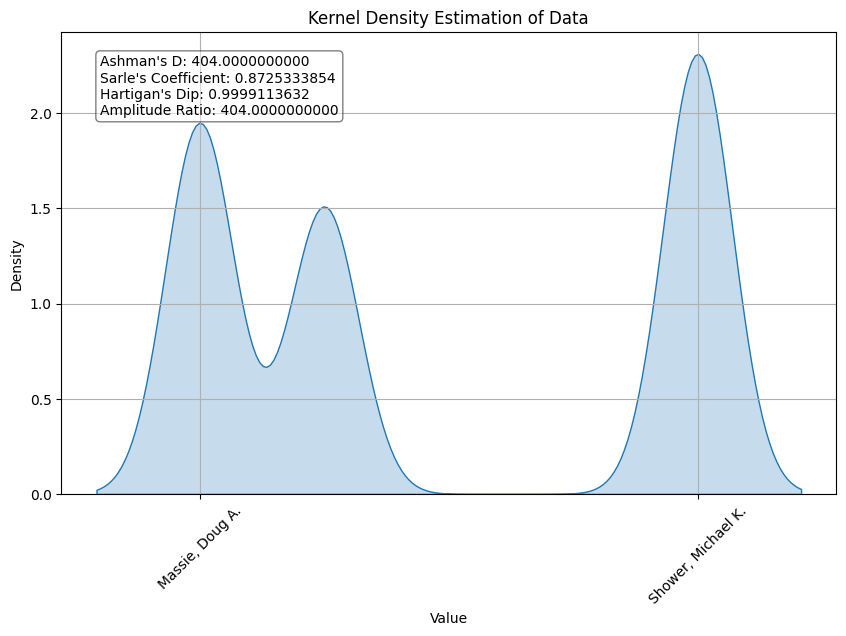 Kernel Density Estimation of Data
Ashman's D: 404.0000000000
Sarle's Coefficient: 0.8725333854
Hartigan's Dip: 0.9999113632
Amplitude Ratio: 404.0000000000
Density
2.0
1.5
1.0
0.5
0.0
Massie, Doug A.
Shower, Michael K.
Value